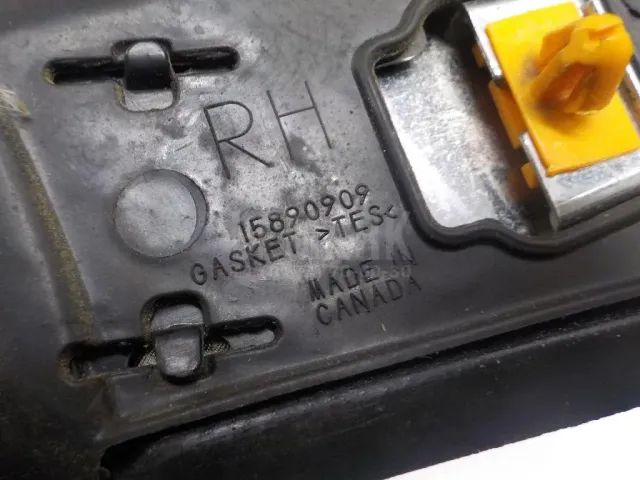 RH
15890909
GASKET >TES<
MADE IN
CANADA